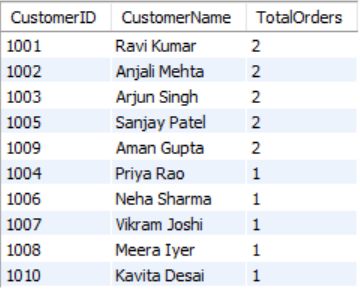 CustomerID CustomerName TotalOrders
1001 Ravi Kumar 2
1002 Anjali Mehta 2
1003 Arjun Singh 2
1005 Sanjay Patel 2
1009 Aman Gupta 2
1004 Priya Rao 1
1006 Neha Sharma 1
1007 Vikram Joshi 1
1008 Meera Iyer 1
1010 Kavita Desai 1